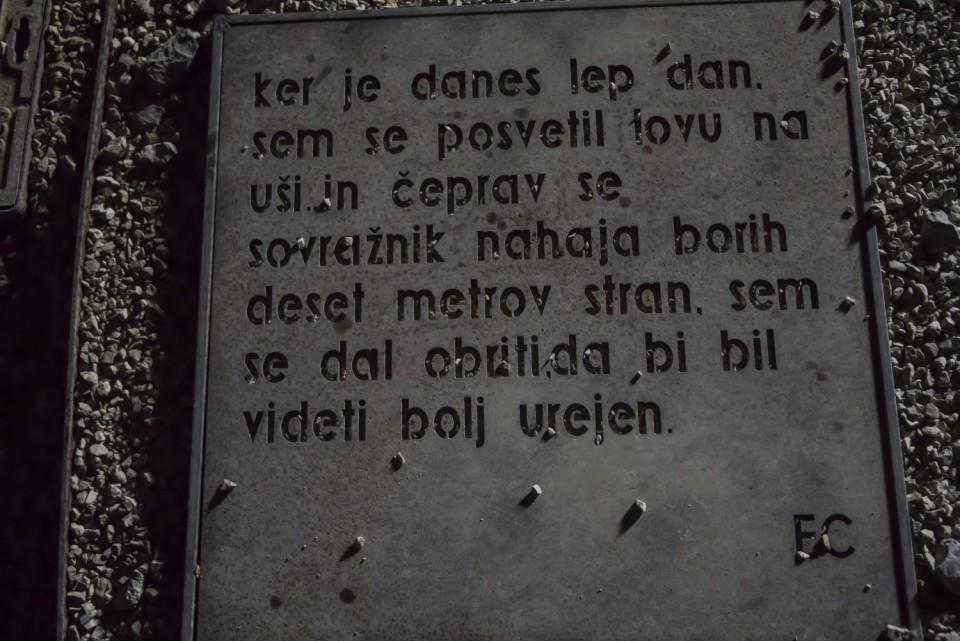 ker je danes lep dan.
sem se posvetil lovu na
uši.in čeprav se
sovražnik nahaja borih
deset metrov stran. sem
se dal obriti.da bi bil
videti bolj urejen.
EC